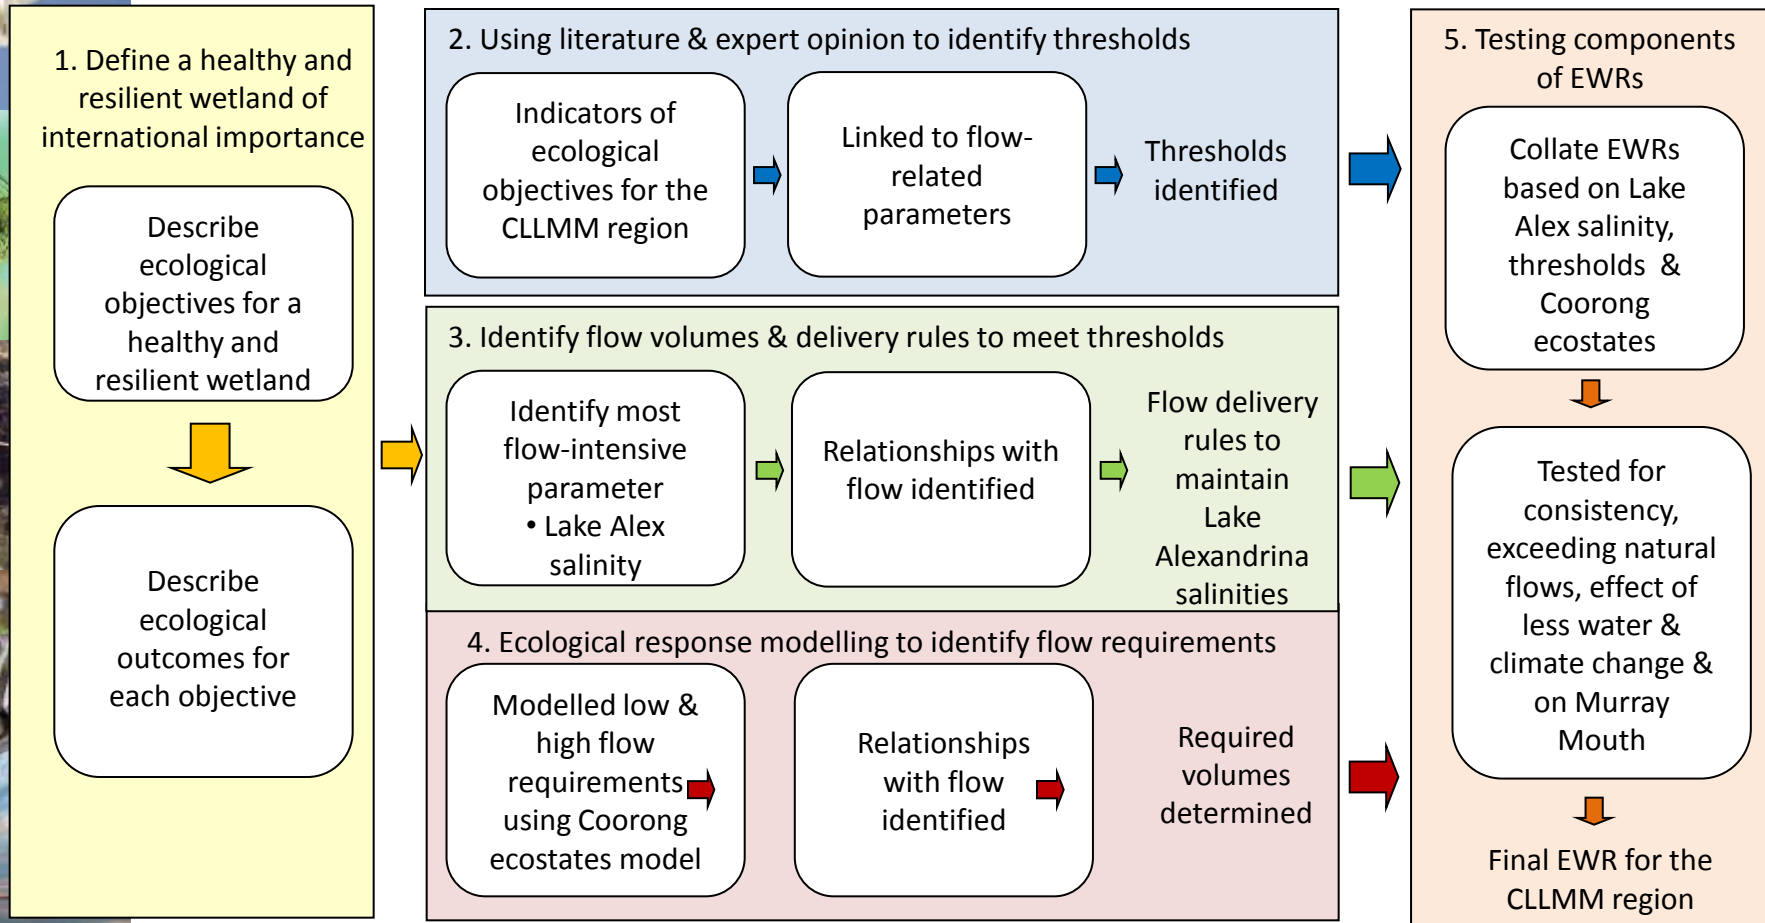 1. Define a healthy and
resilient wetland of
international importance
Describe
ecological
objectives for a
healthy and
resilient wetland
Describe
ecological
outcomes for
each objective
2. Using literature & expert opinion to identify thresholds
Indicators of
ecological
objectives for the
CLLMM region
Linked to flow-
related
parameters
Thresholds
identified
3. Identify flow volumes & delivery rules to meet thresholds
Identify most
flow-intensive
parameter
• Lake Alex
salinity
Relationships with
flow identified
Flow delivery
rules to
maintain
Lake
Alexandrina
salinities
4. Ecological response modelling to identify flow requirements
Modelled low &
high flow
requirements
using Coorong
ecostates model
Relationships
with flow
identified
Required
volumes
determined
5. Testing components
of EWRs
Collate EWRs
based on Lake
Alex salinity,
thresholds &
Coorong
ecostates
Tested for
consistency,
exceeding natural
flows, effect of
less water &
climate change &
on Murray
Mouth
Final EWR for the
CLLMM region